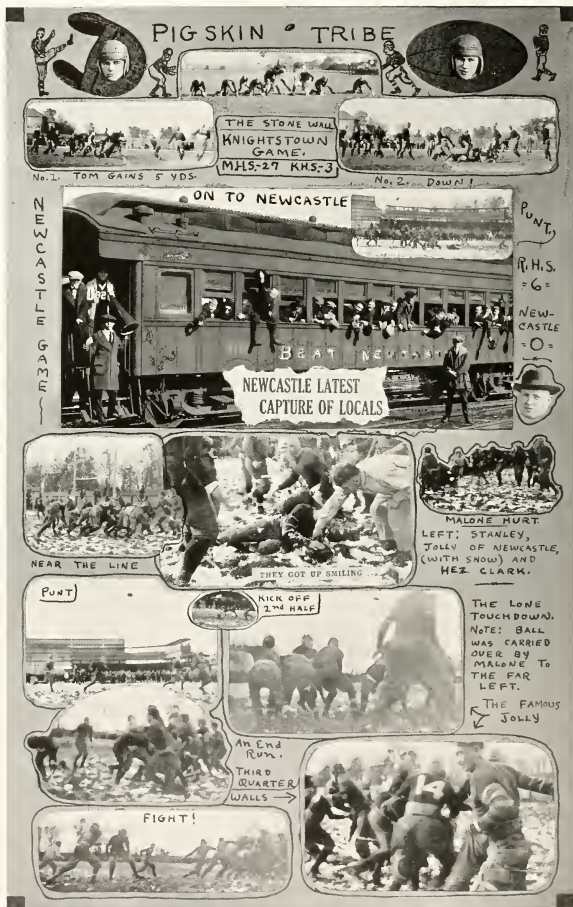 PIGSKIN · TRIBE
THE STONE WALL
KNIGHTSTOWN
GAME.
M.H.S.-27 K.H.S.-3
No.1. TOM GAINS 5 YDS.
No.2. DOWN!
NEWCASTLE GAME
ON TO NEWCASTLE
BEAT
NEWCASTLE LATEST
CAPTURE OF LOCALS
PUNT,
R.H.S.
=6=
NEW-
CASTLE
=0=
NEAR THE LINE
THEY GOT UP SMILING...
MALONE HURT.
LEFT: STANLEY,
JOLLY OF NEWCASTLE,
(WITH SNOW) AND
HEZ CLARK.
PUNT
KICK OFF
2nd HALF
THE LONE
TOUCHDOWN.
NOTE: BALL
WAS CARRIED
OVER BY
MALONE TO
THE FAR
LEFT.
THE FAMOUS
JOLLY
An End
Run.
THIRD
QUARTER
WALLS →
14
FIGHT!